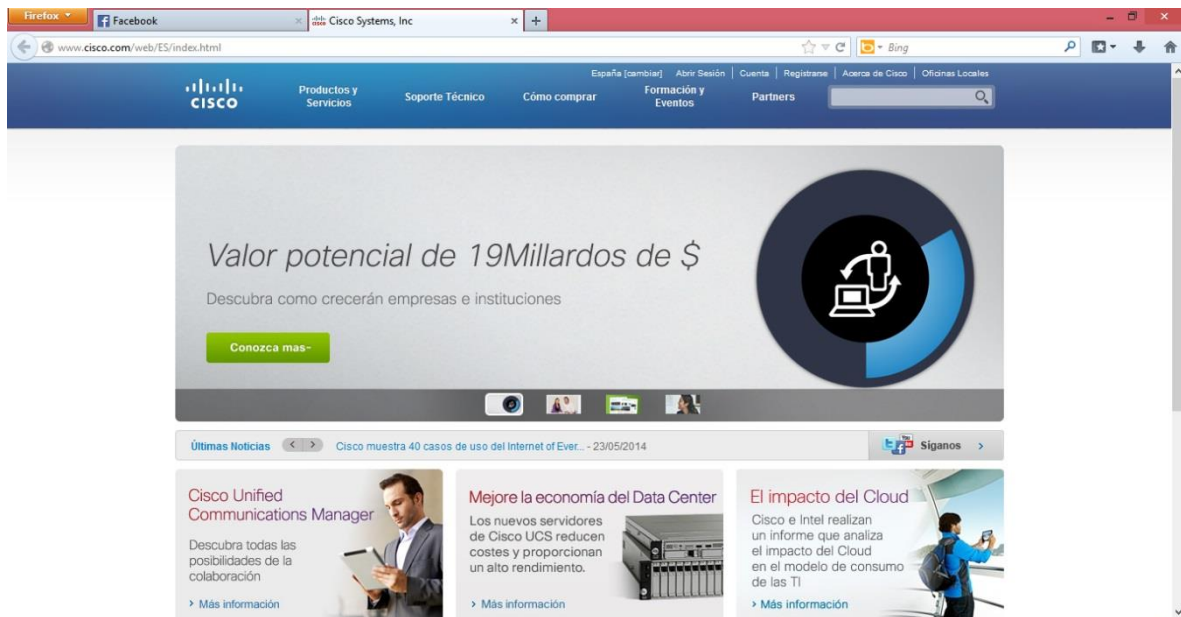 Firefox
Facebook
Cisco Systems, Inc
www.cisco.com/web/ES/index.html
Bing
España [cambiar] Abrir Sesión Cuenta Registrarse Acerca de Cisco Oficinas Locales
CISCO
Productos y Servicios
Soporte Técnico
Cómo comprar
Formación y Eventos
Partners
Valor potencial de 19Millardos de $
Descubra como crecerán empresas e instituciones
Conozca mas-
Últimas Noticias
Cisco muestra 40 casos de uso del Internet of Ever... - 23/05/2014
Síganos
Cisco Unified
Communications Manager
Descubra todas las
posibilidades de la
colaboración
Más información
Mejore la economía del Data Center
Los nuevos servidores
de Cisco UCS reducen
costes y proporcionan
un alto rendimiento.
Más información
El impacto del Cloud
Cisco e Intel realizan
un informe que analiza
el impacto del Cloud
en el modelo de consumo
de las TI
Más información